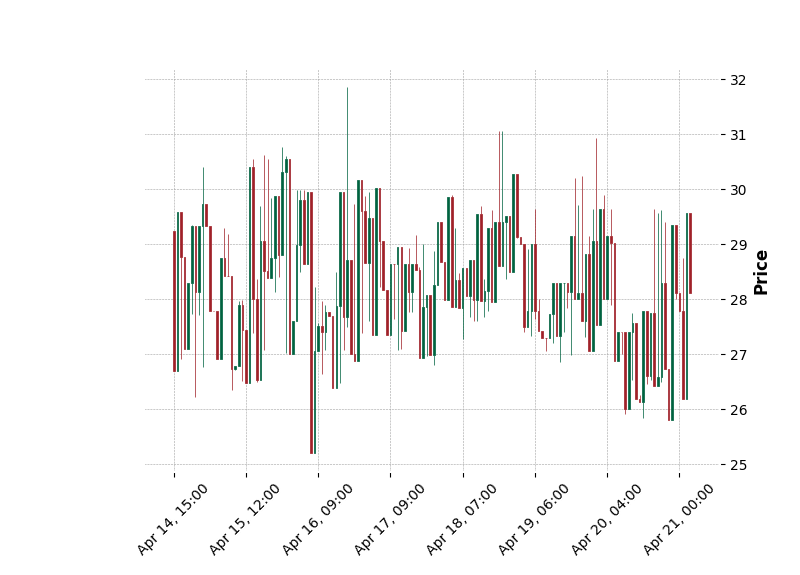 32
31
30
29
28
27
26
25
Price
Apr 14, 15:00
Apr 15, 12:00
Apr 16, 09:00
Apr 17, 09:00
Apr 18, 07:00
Apr 19, 06:00
Apr 20, 04:00
Apr 21, 00:00